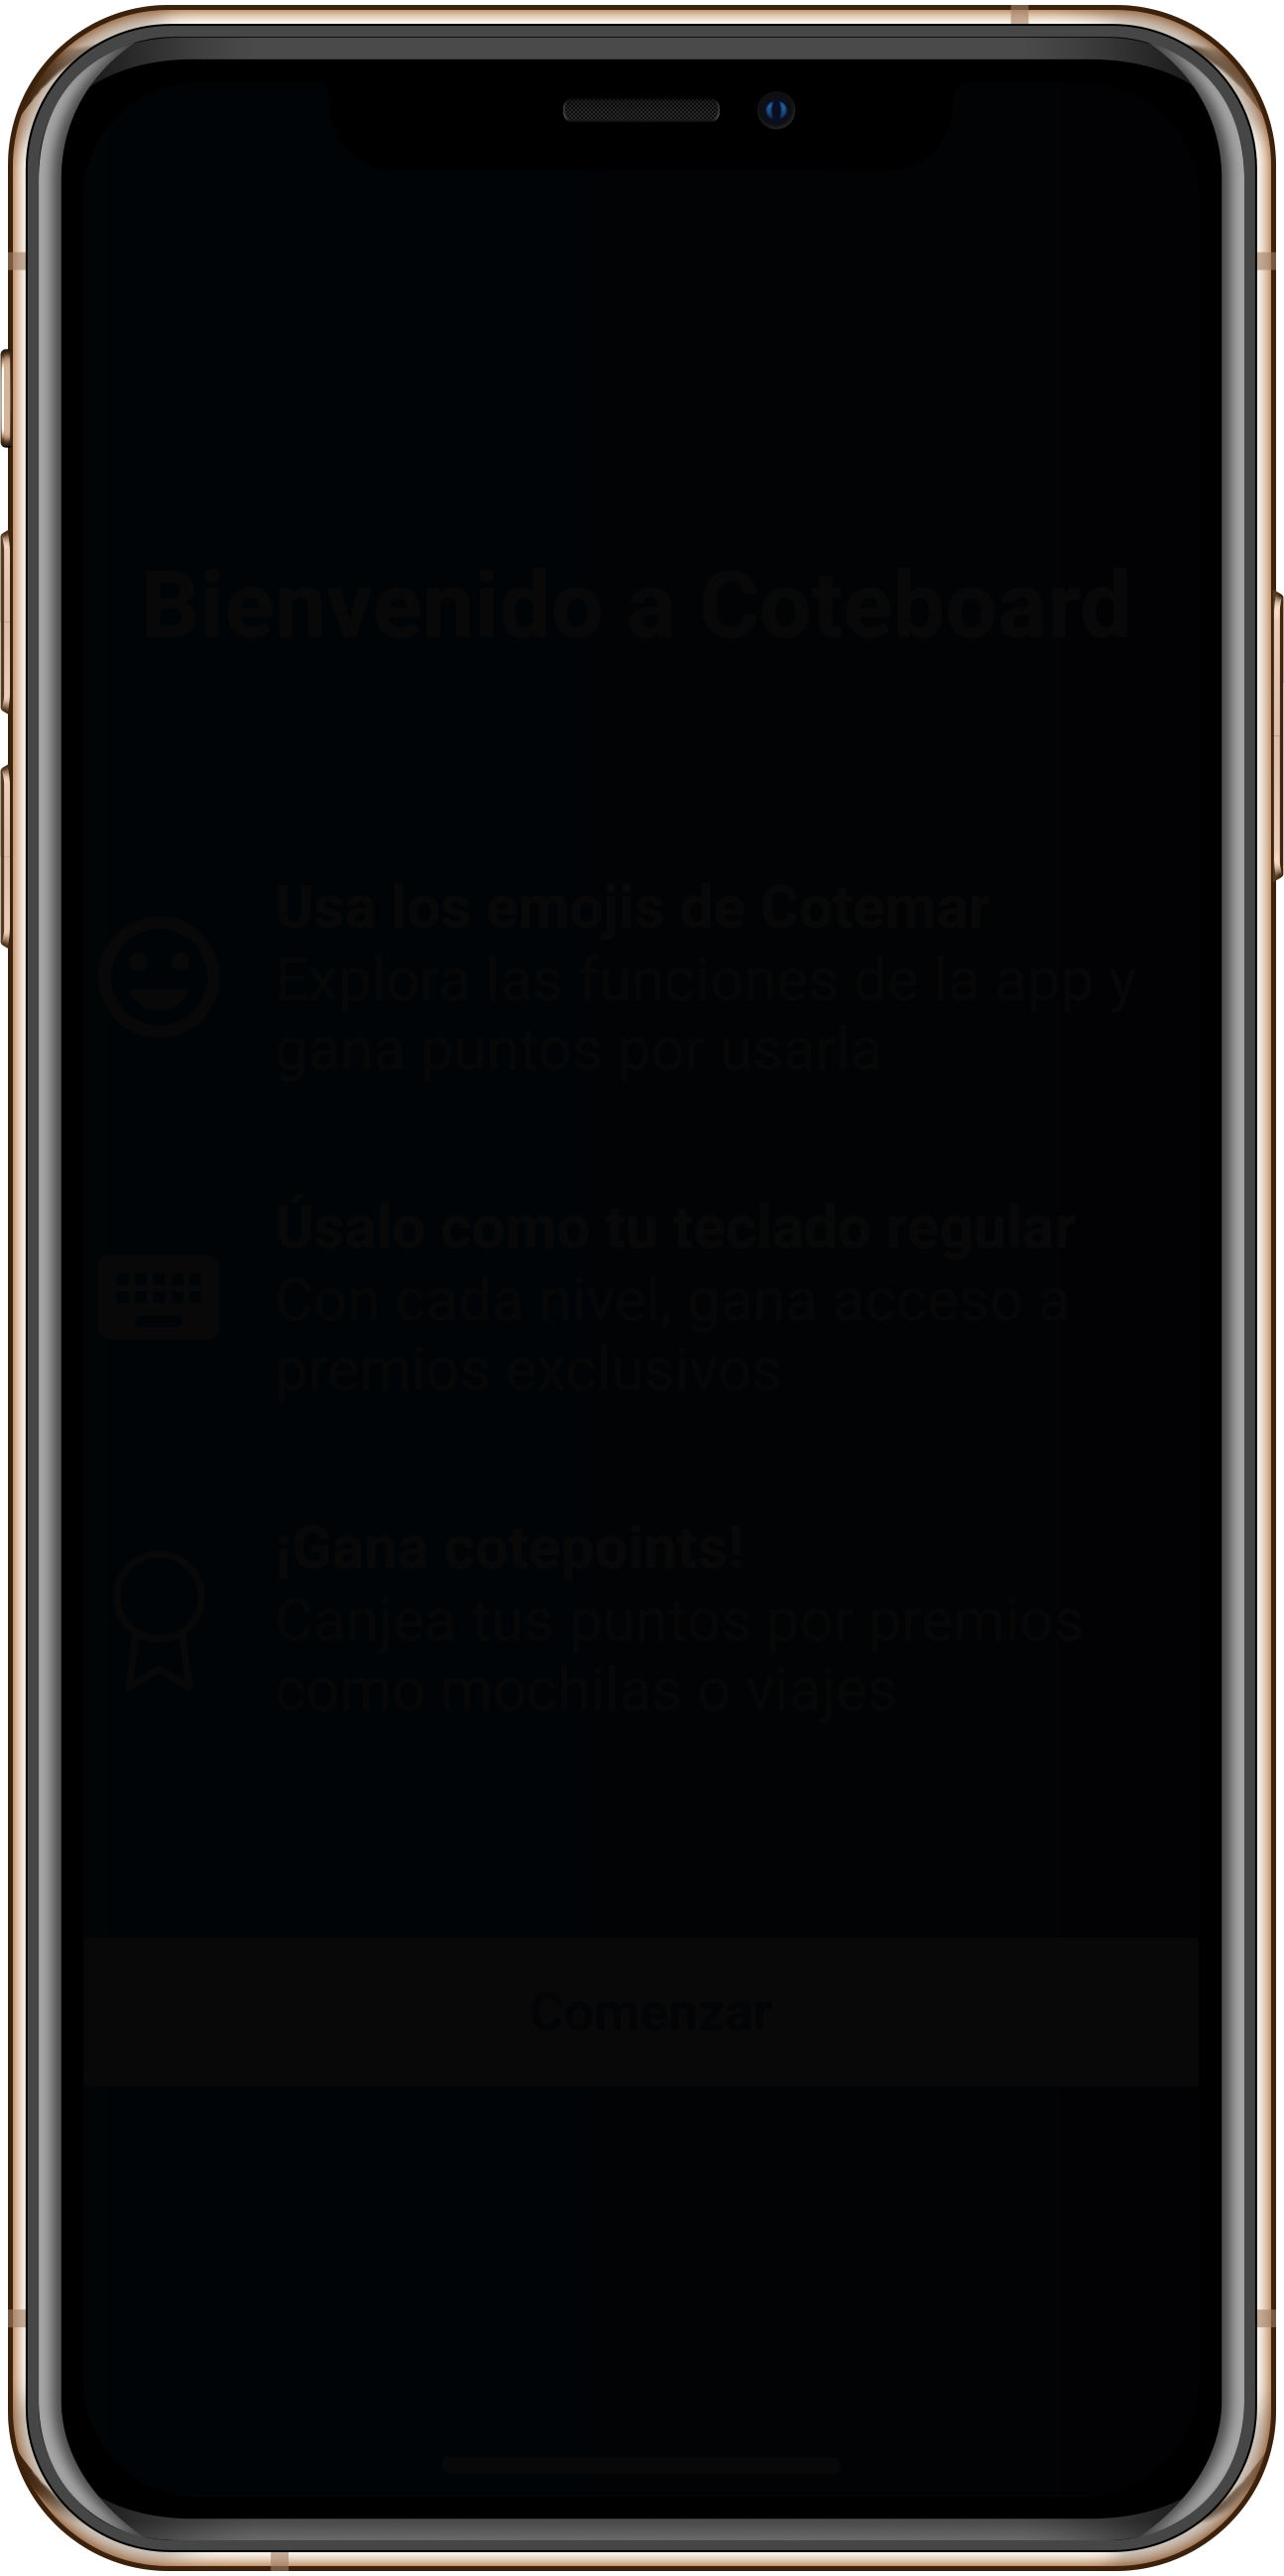 Bienvenido a Coteboard
Usa los emojis de Cotemar
Explora las funciones de la app y
gana puntos por usarla
Úsalo como tu teclado regular
Con cada nivel, gana acceso a
premios exclusivos
¡Gana cotepoints!
Canjea tus puntos por premios
como mochilas o viajes
Comenzar